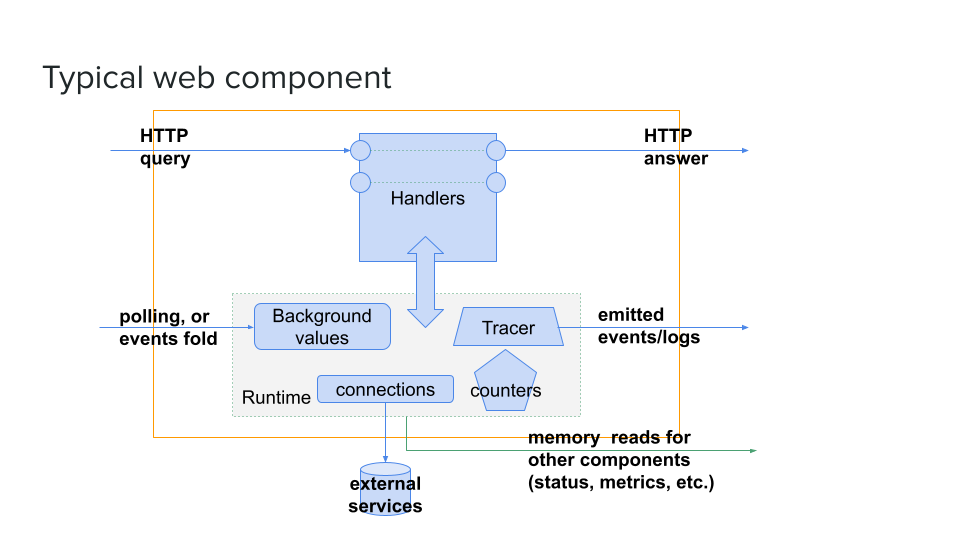 Typical web component
HTTP
query
HTTP
answer
Handlers
polling, or
events fold
Background
values
Tracer
emitted
events/logs
Runtime
connections
counters
memory  reads for
other components
(status, metrics, etc.)
external
services